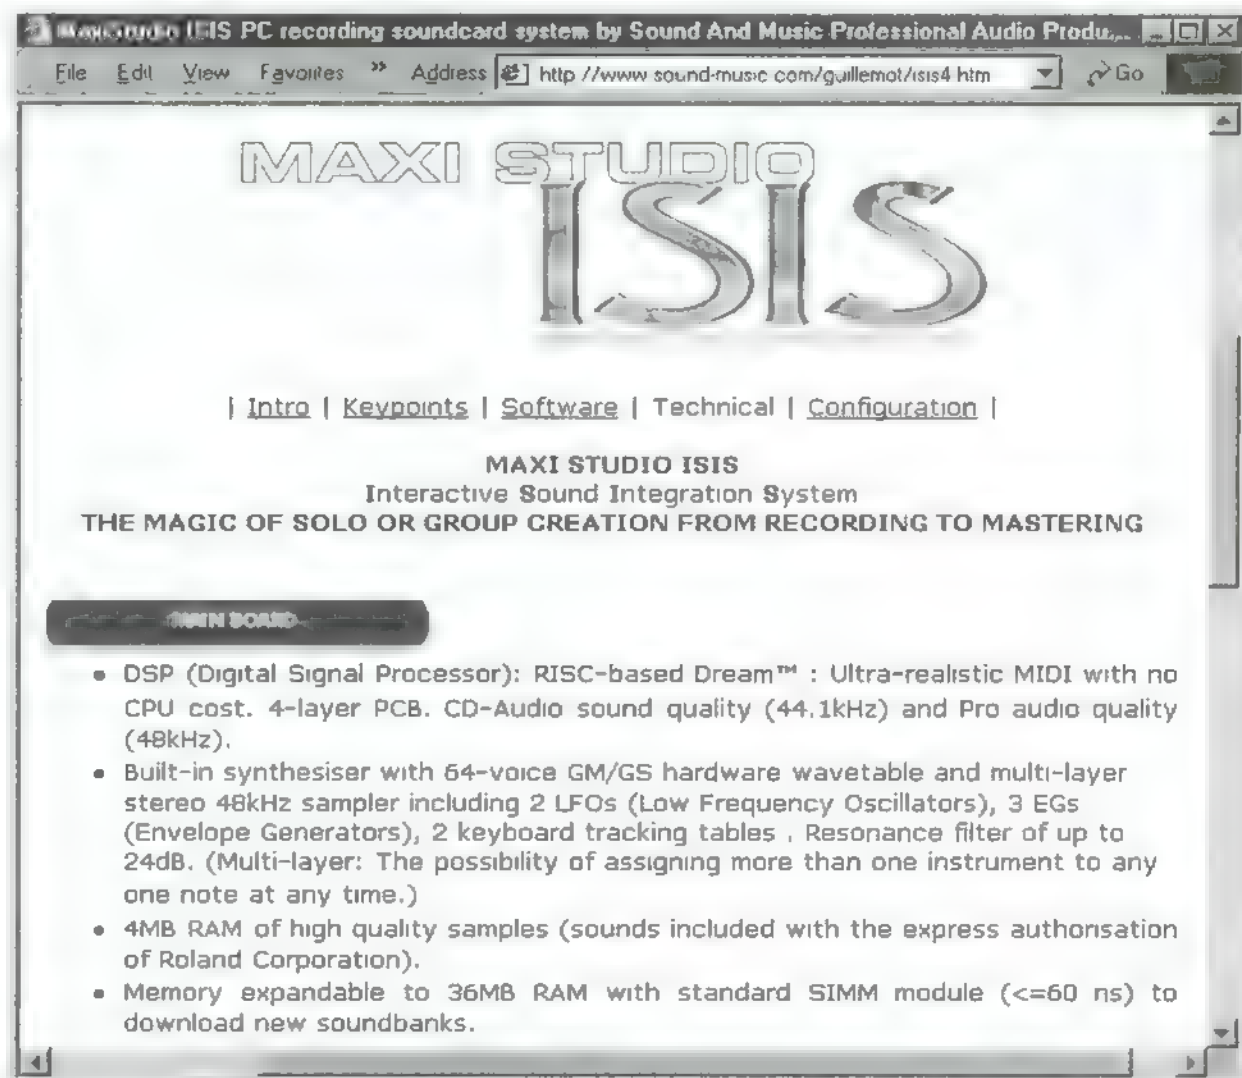 MaxiStudio ISIS PC recording soundcard system by Sound And Music Professional Audio Produ...
File Edit View Favorites » Address http //www sound-music com/guillemot/isis4 htm Go
MAXI STUDIO
ISIS
| Intro | Keypoints | Software | Technical | Configuration |
MAXI STUDIO ISIS
Interactive Sound Integration System
THE MAGIC OF SOLO OR GROUP CREATION FROM RECORDING TO MASTERING
MAIN BOARD
• DSP (Digital Signal Processor): RISC-based Dream™ : Ultra-realistic MIDI with no
CPU cost. 4-layer PCB. CD-Audio sound quality (44.1kHz) and Pro audio quality
(48kHz).
• Built-in synthesiser with 64-voice GM/GS hardware wavetable and multi-layer
stereo 48kHz sampler including 2 LFOs (Low Frequency Oscillators), 3 EGs
(Envelope Generators), 2 keyboard tracking tables , Resonance filter of up to
24dB. (Multi-layer: The possibility of assigning more than one instrument to any
one note at any time.)
• 4MB RAM of high quality samples (sounds included with the express authorisation
of Roland Corporation).
• Memory expandable to 36MB RAM with standard SIMM module (<=60 ns) to
download new soundbanks.